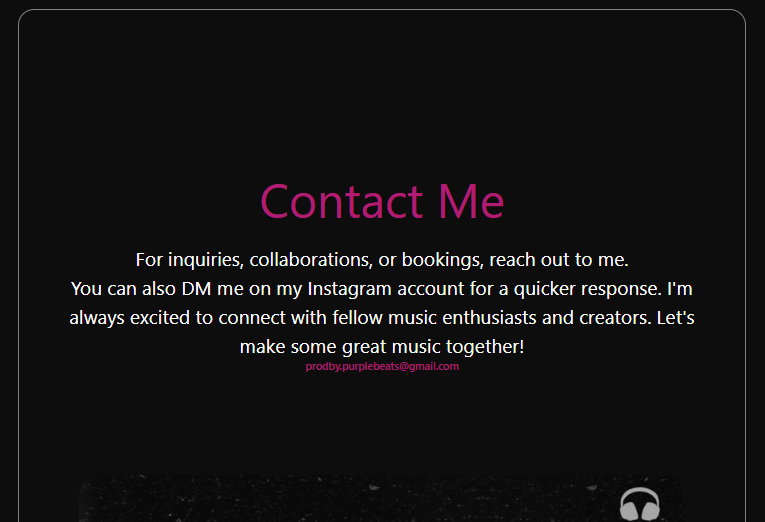 Contact Me
For inquiries, collaborations, or bookings, reach out to me.
You can also DM me on my Instagram account for a quicker response. I'm
always excited to connect with fellow music enthusiasts and creators. Let's
make some great music together!
prodby.purplebeats@gmail.com